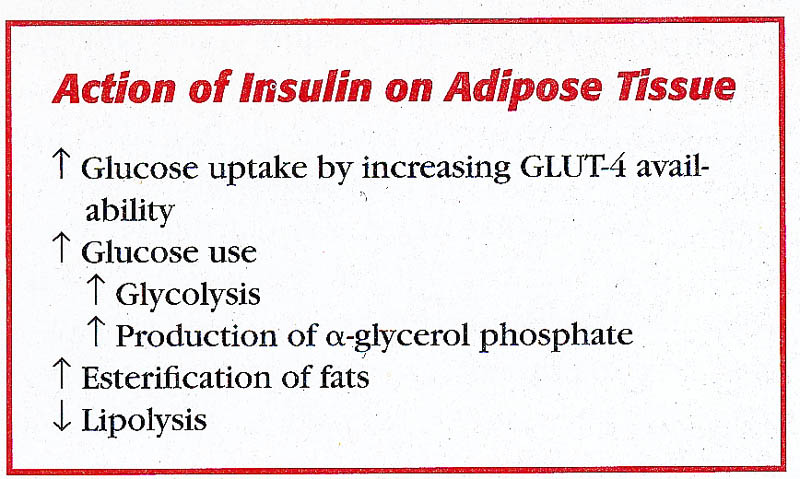 Action of Insulin on Adipose Tissue
↑ Glucose uptake by increasing GLUT-4 avail-
ability
↑ Glucose use
↑ Glycolysis
↑ Production of α-glycerol phosphate
↑ Esterification of fats
↓ Lipolysis